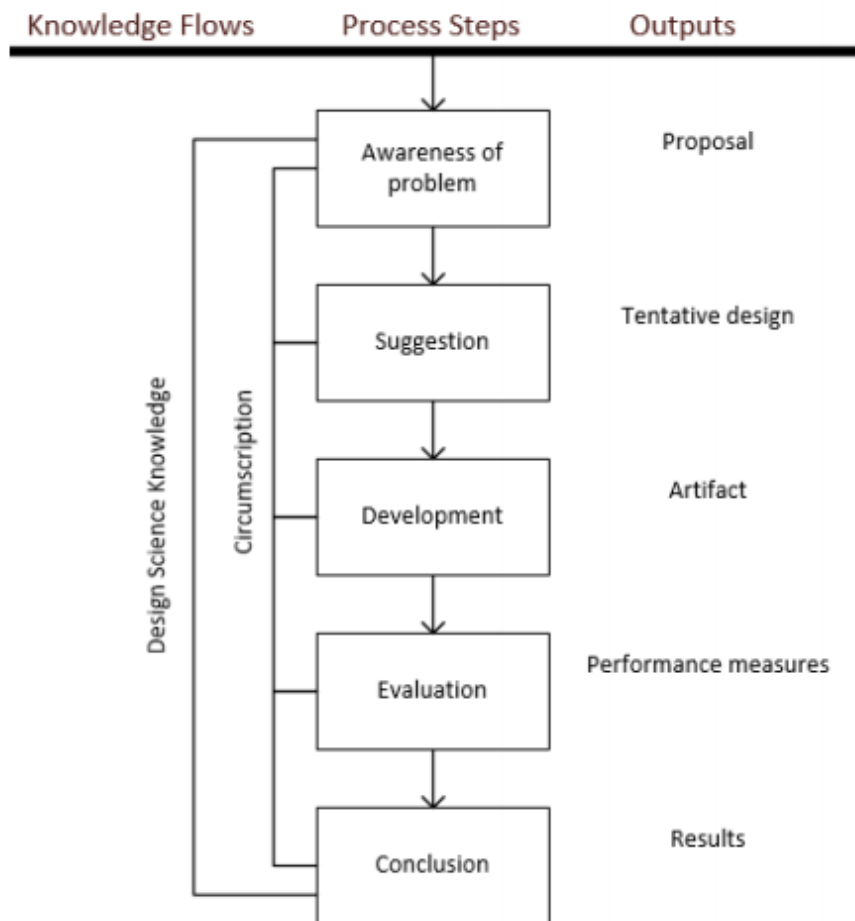 Knowledge Flows
Process Steps
Outputs
Awareness of
problem
Proposal
Suggestion
Tentative design
Design Science Knowledge
Circumscription
Development
Artifact
Evaluation
Performance measures
Conclusion
Results